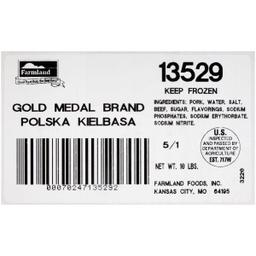 Farmland
13529
KEEP FROZEN
GOLD MEDAL BRAND
POLSKA KIELBASA
INGREDIENTS: PORK, WATER, SALT,
BEEF, SUGAR, FLAVORINGS, SODIUM
PHOSPHATES, SODIUM ERYTHORBATE,
SODIUM NITRITE.
5/1
U.S.
INSPECTED
AND PASSED BY
DEPARTMENT OF
AGRICULTURE
EST. 717W
00070247135292
NET WT. 10 LBS.
FARMLAND FOODS, INC.
KANSAS CITY, MO 64195
3220